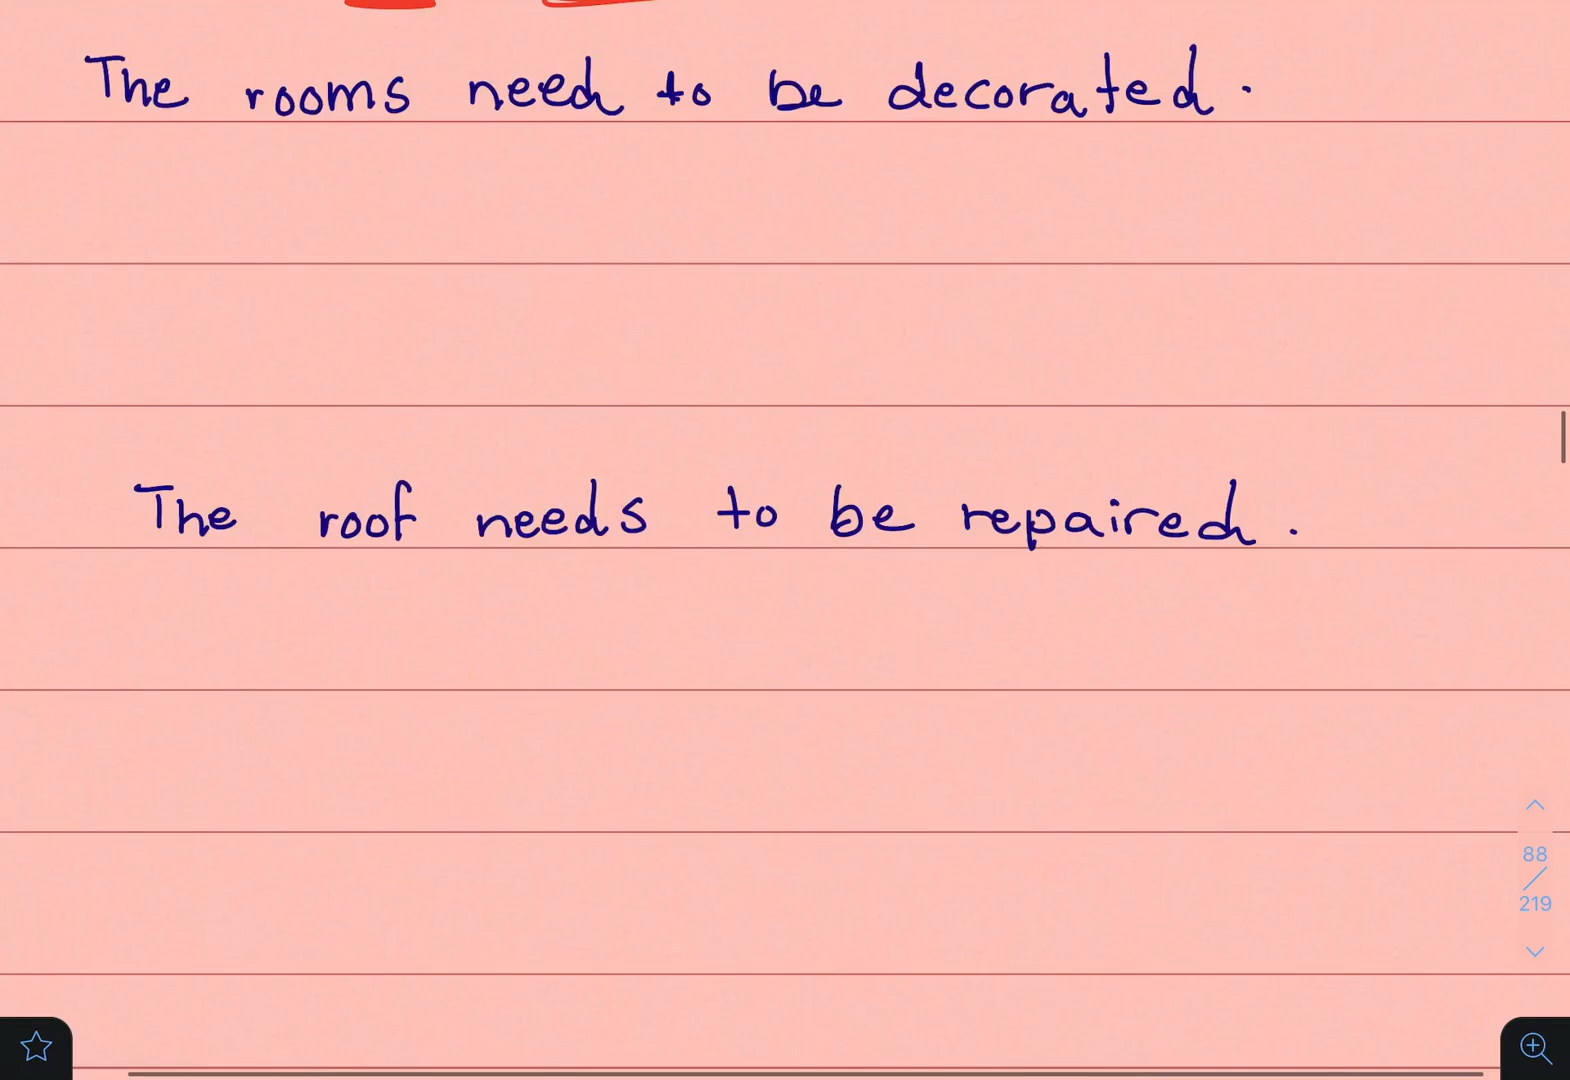 The rooms need to be decorated.
The roof needs to be repaired.
88
219